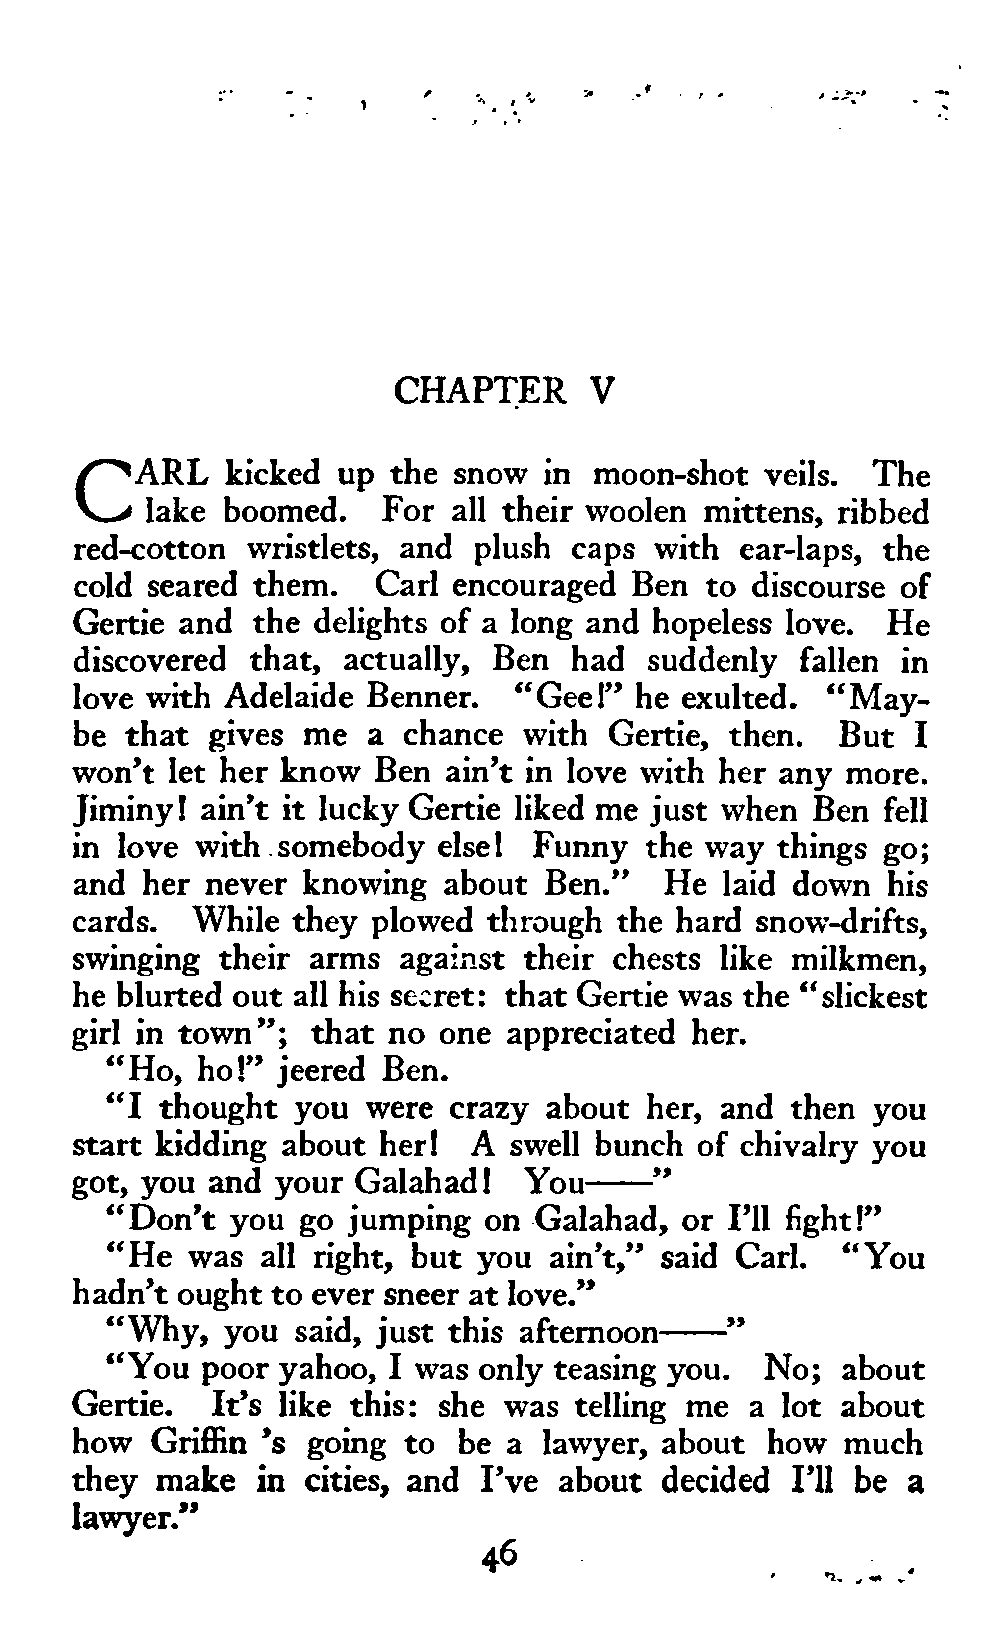 CHAPTER V
CARL kicked up the snow in moon-shot veils. The
lake boomed. For all their woolen mittens, ribbed
red-cotton wristlets, and plush caps with ear-laps, the
cold seared them. Carl encouraged Ben to discourse of
Gertie and the delights of a long and hopeless love. He
discovered that, actually, Ben had suddenly fallen in
love with Adelaide Benner. "Gee!" he exulted. "May-
be that gives me a chance with Gertie, then. But I
won't let her know Ben ain't in love with her any more.
Jiminy! ain't it lucky Gertie liked me just when Ben fell
in love with somebody else! Funny the way things go;
and her never knowing about Ben." He laid down his
cards. While they plowed through the hard snow-drifts,
swinging their arms against their chests like milkmen,
he blurted out all his secret: that Gertie was the "slickest
girl in town"; that no one appreciated her.
"Ho, ho!" jeered Ben.
"I thought you were crazy about her, and then you
start kidding about her! A swell bunch of chivalry you
got, you and your Galahad! You——"
"Don't you go jumping on Galahad, or I'll fight!"
"He was all right, but you ain't," said Carl. "You
hadn't ought to ever sneer at love."
"Why, you said, just this afternoon——"
"You poor yahoo, I was only teasing you. No; about
Gertie. It's like this: she was telling me a lot about
how Griffin 's going to be a lawyer, about how much
they make in cities, and I've about decided I'll be a
lawyer."
46